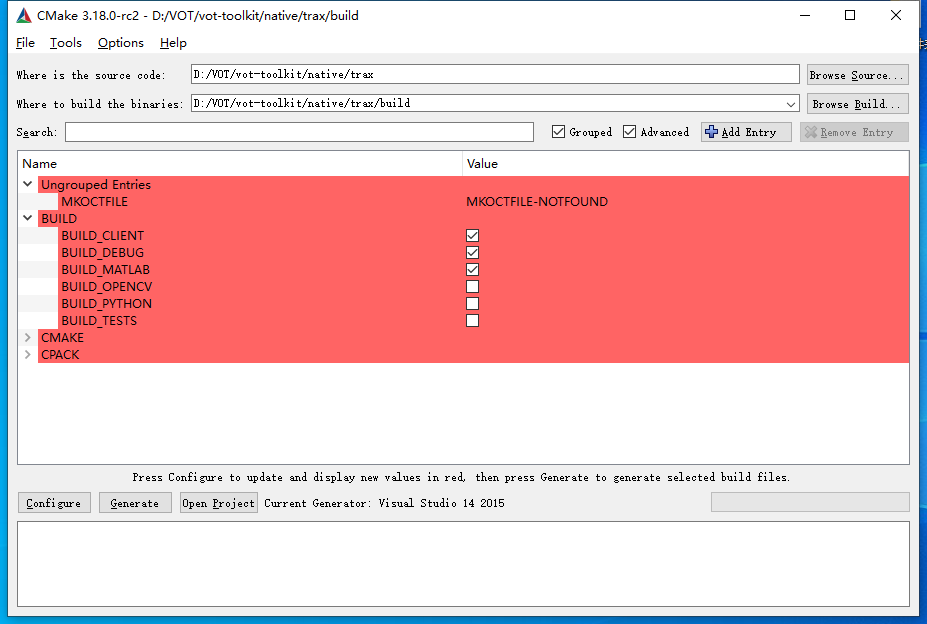 CMake 3.18.0-rc2 - D:/VOT/vot-toolkit/native/trax/build
File Tools Options Help
Where is the source code: D:/VOT/vot-toolkit/native/trax Browse Source...
Where to build the binaries: D:/VOT/vot-toolkit/native/trax/build Browse Build...
Search: Grouped Advanced Add Entry Remove Entry
Name Value
Ungrouped Entries
MKOCTFILE MKOCTFILE-NOTFOUND
BUILD
BUILD_CLIENT
BUILD_DEBUG
BUILD_MATLAB
BUILD_OPENCV
BUILD_PYTHON
BUILD_TESTS
CMAKE
CPACK
Press Configure to update and display new values in red, then press Generate to generate selected build files.
Configure Generate Open Project Current Generator: Visual Studio 14 2015